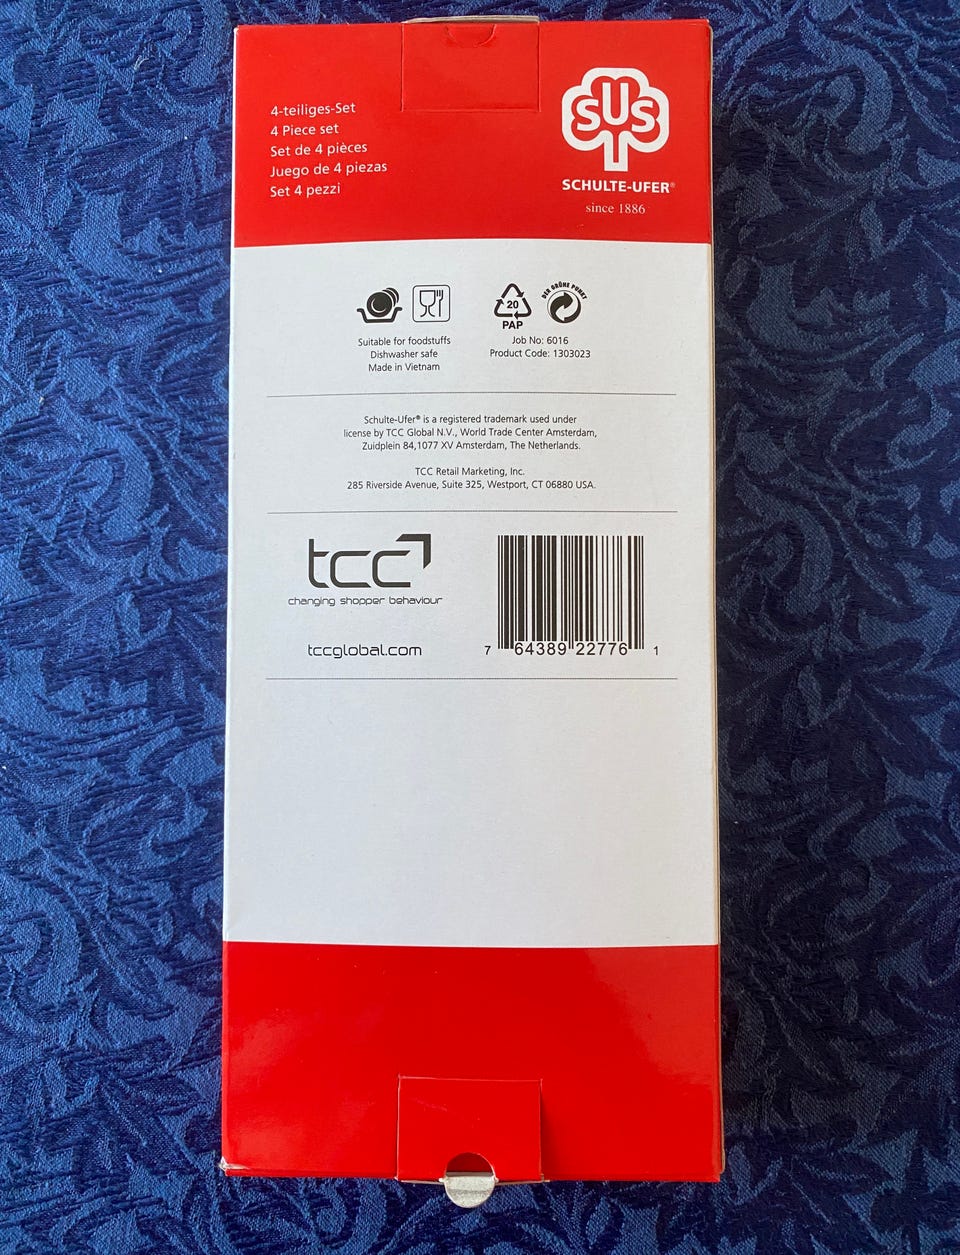 4-teiliges-Set
4 Piece set
Set de 4 pièces
Juego de 4 piezas
Set 4 pezzi
SUS
SCHULTE-UFER®
since 1886
20
PAP
DER GRÜNE PUNKT
Suitable for foodstuffs
Dishwasher safe
Made in Vietnam
Job No: 6016
Product Code: 1303023
Schulte-Ufer® is a registered trademark used under
license by TCC Global N.V., World Trade Center Amsterdam,
Zuidplein 84,1077 XV Amsterdam, The Netherlands.
TCC Retail Marketing, Inc.
285 Riverside Avenue, Suite 325, Westport, CT 06880 USA.
tcc
changing shopper behaviour
tccglobal.com
7 64389 22776 1